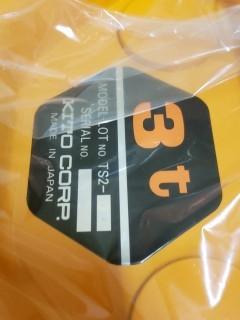 3t
MODEL LOT NO. TS2-
SERIAL NO.
KITO CORP.
MADE IN JAPAN